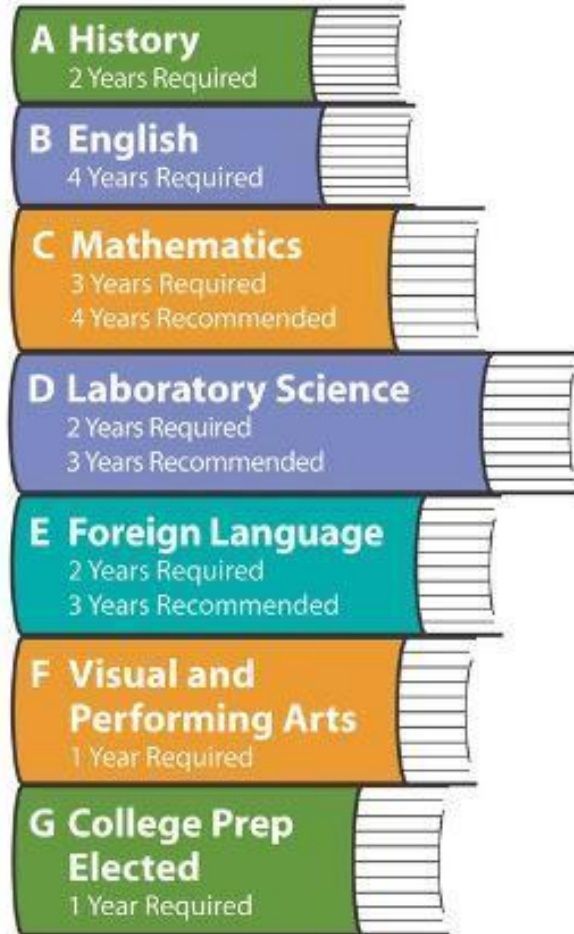 A History
2 Years Required
B English
4 Years Required
C Mathematics
3 Years Required
4 Years Recommended
D Laboratory Science
2 Years Required
3 Years Recommended
E Foreign Language
2 Years Required
3 Years Recommended
F Visual and
Performing Arts
1 Year Required
G College Prep
Elected
1 Year Required